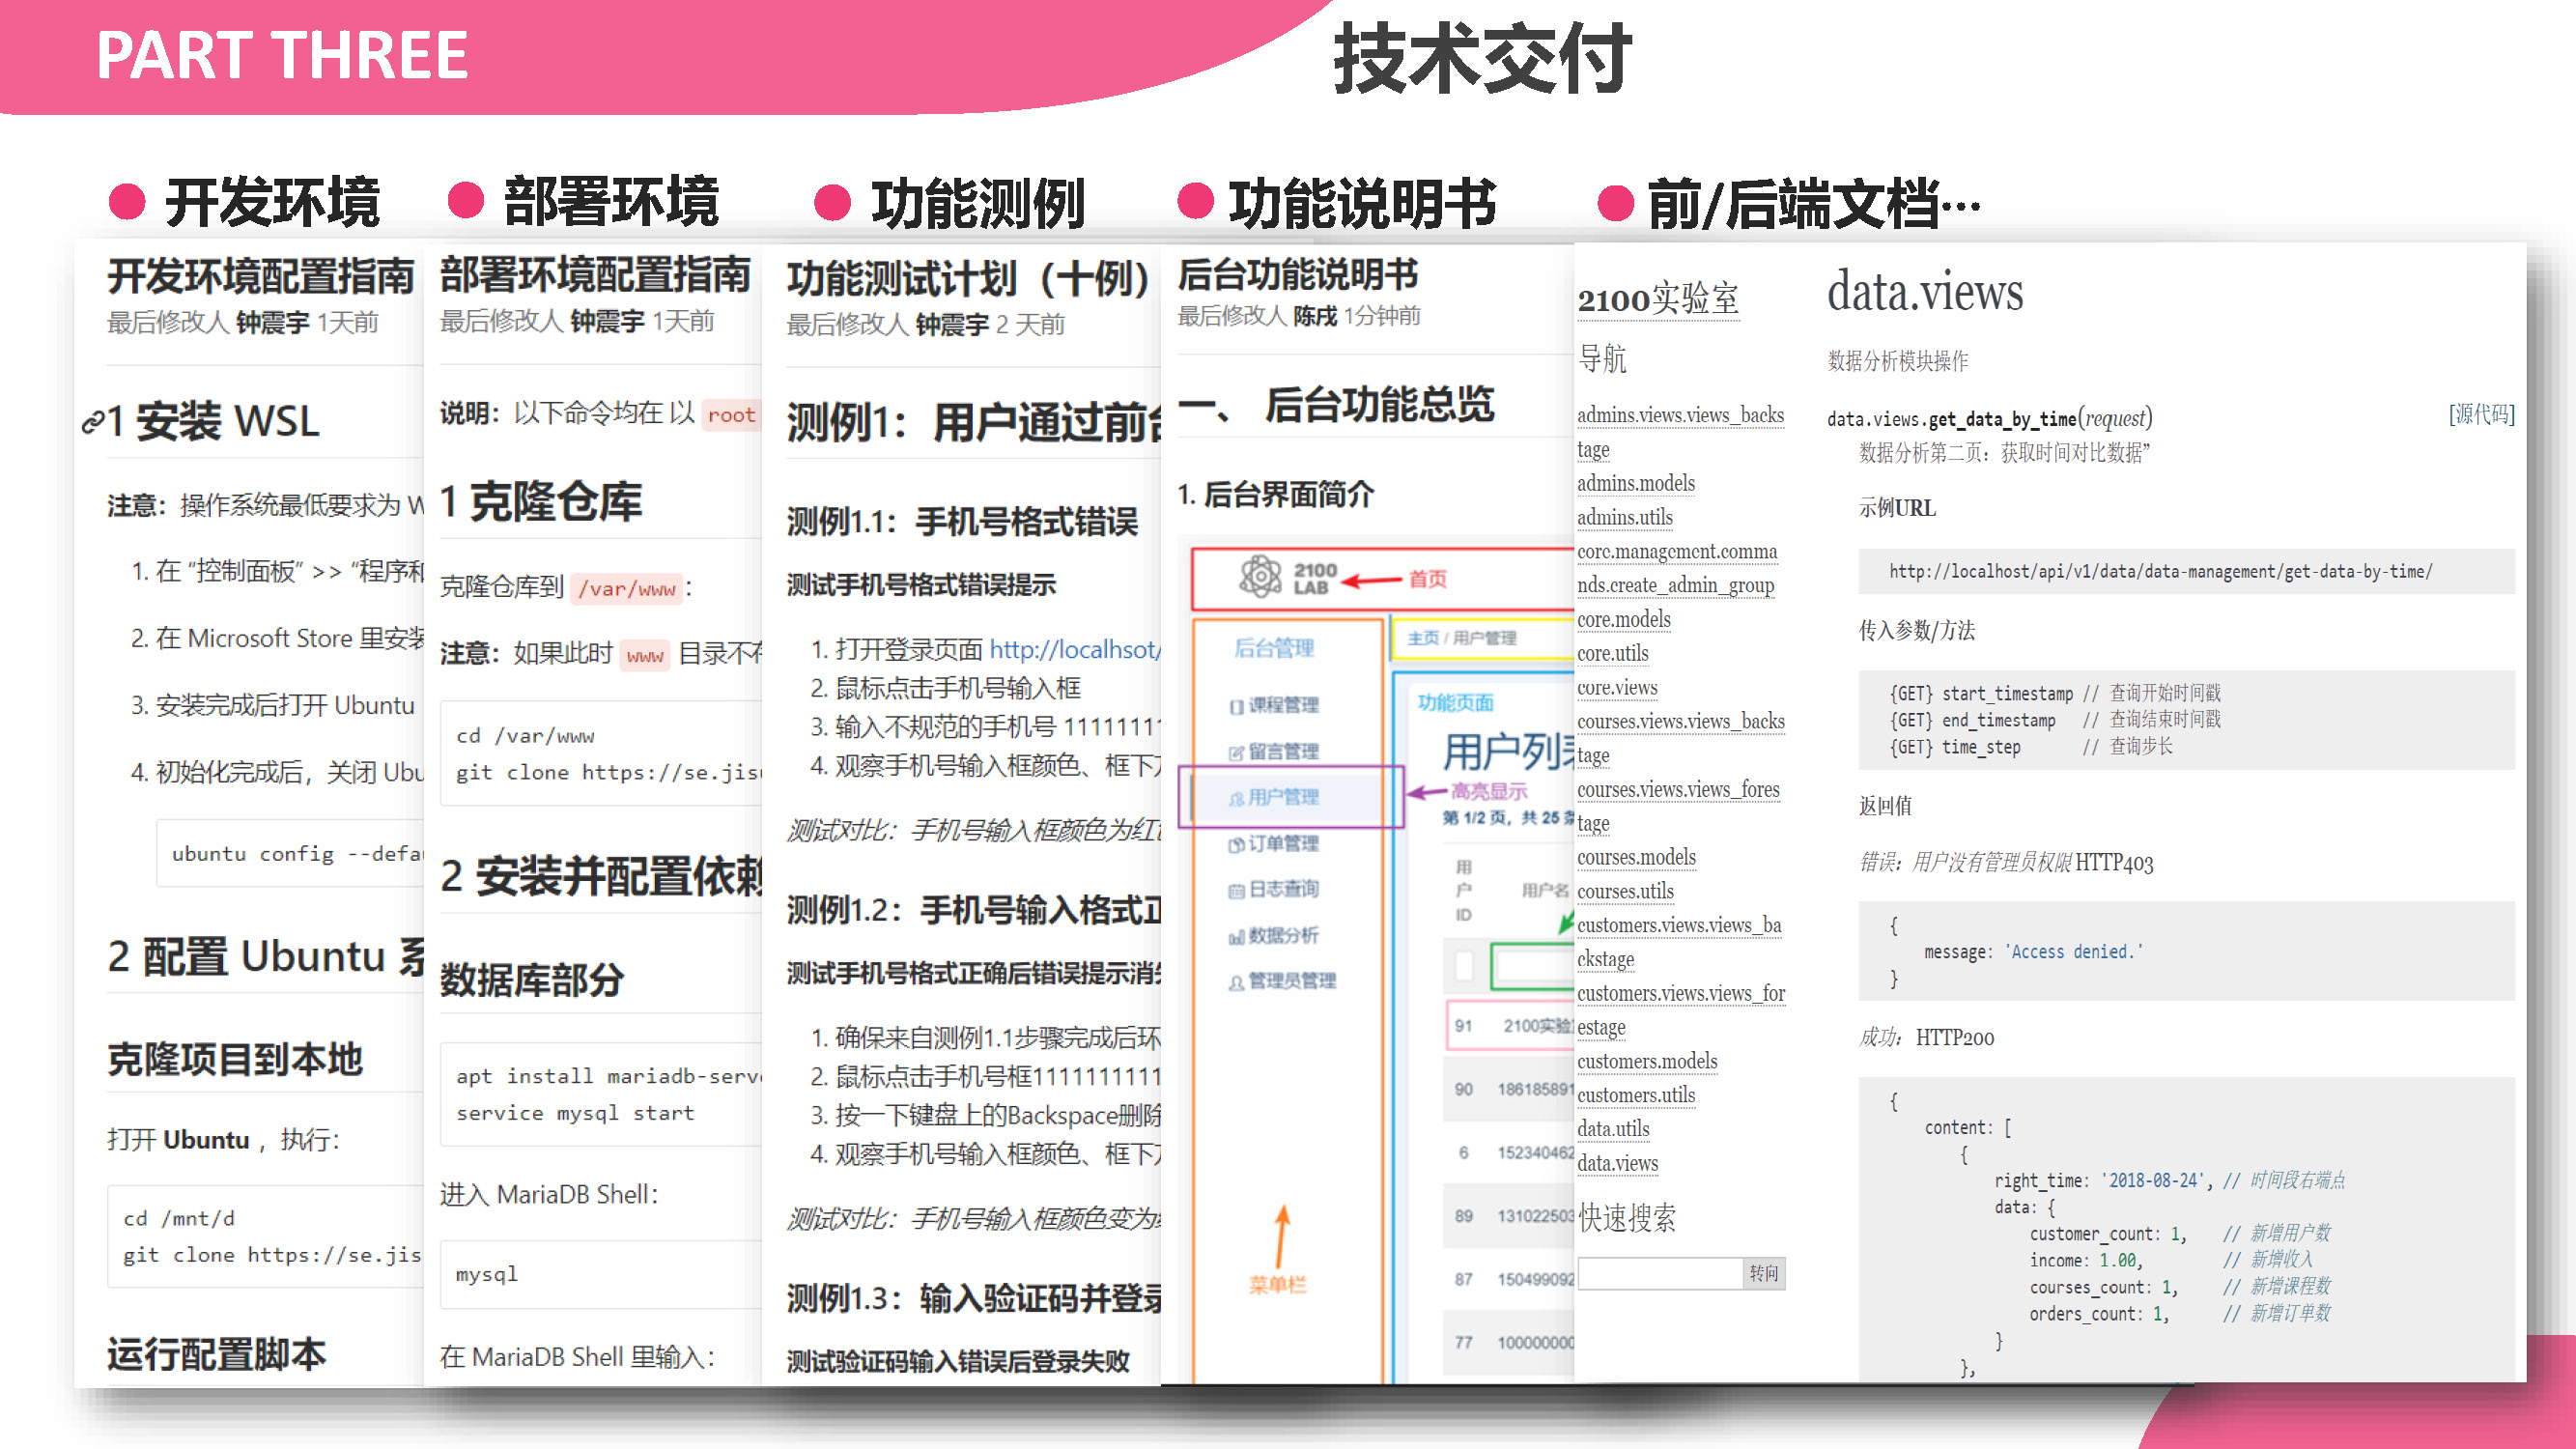 PART THREE
技术交付
开发环境
部署环境
功能测例
功能说明书
前/后端文档…
开发环境配置指南
最后修改人 钟震宇 1天前
1 安装 WSL
注意：操作系统最低要求为 W
1. 在 “控制面板” >> “程序和
2. 在 Microsoft Store 里安装
3. 安装完成后打开 Ubuntu
4. 初始化完成后，关闭 Ubu
ubuntu config --defau
2 配置 Ubuntu 系
克隆项目到本地
打开 Ubuntu ，执行：
cd /mnt/d
git clone https://se.jis
运行配置脚本
部署环境配置指南
最后修改人 钟震宇 1天前
说明：以下命令均在 以 root
1 克隆仓库
克隆仓库到 /var/www ：
注意：如果此时 www 目录不存
cd /var/www
git clone https://se.jis
2 安装并配置依赖
数据库部分
apt install mariadb-serv
service mysql start
进入 MariaDB Shell：
mysql
在 MariaDB Shell 里输入：
功能测试计划（十例）
最后修改人 钟震宇 2 天前
测例1：用户通过前台
测例1.1：手机号格式错误
测试手机号格式错误提示
1. 打开登录页面 http://localhsot/
2. 鼠标点击手机号输入框
3. 输入不规范的手机号 11111111
4. 观察手机号输入框颜色、框下方
测试对比：手机号输入框颜色为红
测例1.2：手机号输入格式正
测试手机号格式正确后错误提示消
1. 确保来自测例1.1步骤完成后环
2. 鼠标点击手机号框11111111111
3. 按一下键盘上的Backspace删除
4. 观察手机号输入框颜色、框下方
测试对比：手机号输入框颜色变为
测例1.3：输入验证码并登录
测试验证码输入错误后登录失败
后台功能说明书
最后修改人 陈戌 1分钟前
一、 后台功能总览
1. 后台界面简介
2100
LAB
首页
后台管理
课程管理
留言管理
用户管理
订单管理
日志查询
数据分析
管理员管理
菜单栏
主页 / 用户管理
功能页面
用户列表
高亮显示
第 1/2 页，共 25 条
用
户
ID
用户名
91 2100实验
90 186185891
6 152340462
89 131022503
87 150499092
77 100000000
2100实验室
导航
admins.views.views_backs
tage
admins.models
admins.utils
core.management.comma
nds.create_admin_group
core.models
core.utils
core.views
courses.views.views_backs
tage
courses.views.views_fores
tage
courses.models
courses.utils
customers.views.views_ba
ckstage
customers.views.views_for
estage
customers.models
customers.utils
data.utils
data.views
快速搜索
转向
data.views
数据分析模块操作
data.views.get_data_by_time(request)
[源代码]
数据分析第二页：获取时间对比数据”
示例URL
http://localhost/api/v1/data/data-management/get-data-by-time/
传入参数/方法
{GET} start_timestamp // 查询开始时间戳
{GET} end_timestamp // 查询结束时间戳
{GET} time_step // 查询步长
返回值
错误：用户没有管理员权限 HTTP403
{
message: 'Access denied.'
}
成功： HTTP200
{
content: [
{
right_time: '2018-08-24', // 时间段右端点
data: {
customer_count: 1, // 新增用户数
income: 1.00, // 新增收入
courses_count: 1, // 新增课程数
orders_count: 1, // 新增订单数
}
},